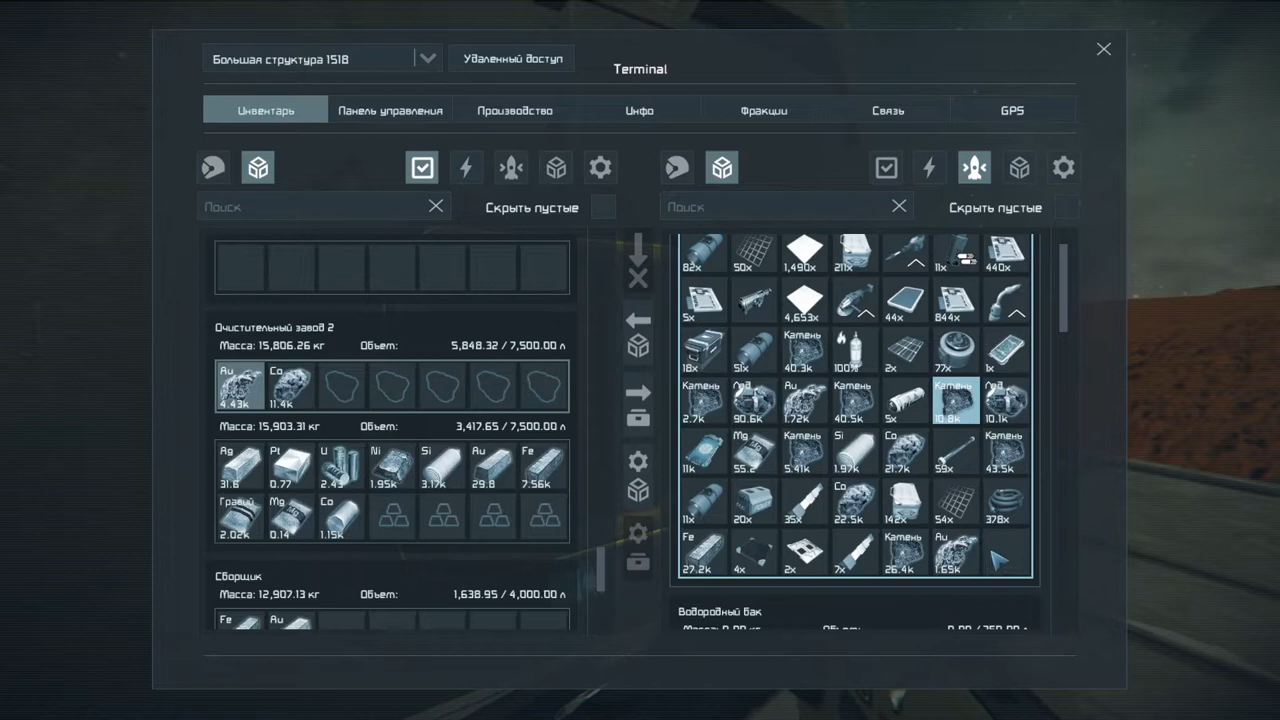 Большая структура 1518
Удаленный доступ
Terminal
Инвентарь
Панель управления
Производство
Инфо
Фракции
Связь
GPS
Поиск
Скрыть пустые
Поиск
Скрыть пустые
Очистительный завод 2
Масса: 15,806.26 кг Объем: 5,848.32 / 7,500.00 л
Au Co
4.43k 11.4k
Масса: 15,903.31 кг Объем: 3,417.65 / 7,500.00 л
Ag Pt U Ni Si Au Fe
31.6 0.77 2.43 1.95k 3.17k 29.8 7.56k
Гравий Mg Co
2.02k 0.14 1.15k
Сборщик
Масса: 12,907.13 кг Объем: 1,638.95 / 4,000.00 л
Fe Au
82x 50x 1,490x 211x 11x 440x
5x 4,653x 44x 844x
Камень
18x 51x 40.3k 100% 2x 77x 1x
Камень Лед Au Камень Камень Лед
2.7k 90.6k 1.72k 40.5k 5x 10.8k 10.1k
Mg Камень Si Co Камень
11k 55.2 5.41k 1.97k 21.7k 59x 43.5k
Co
11x 20x 35x 22.5k 142x 54x 378x
Fe Камень Au
27.2k 4x 2x 7x 26.4k 1.65k
Водородный бак